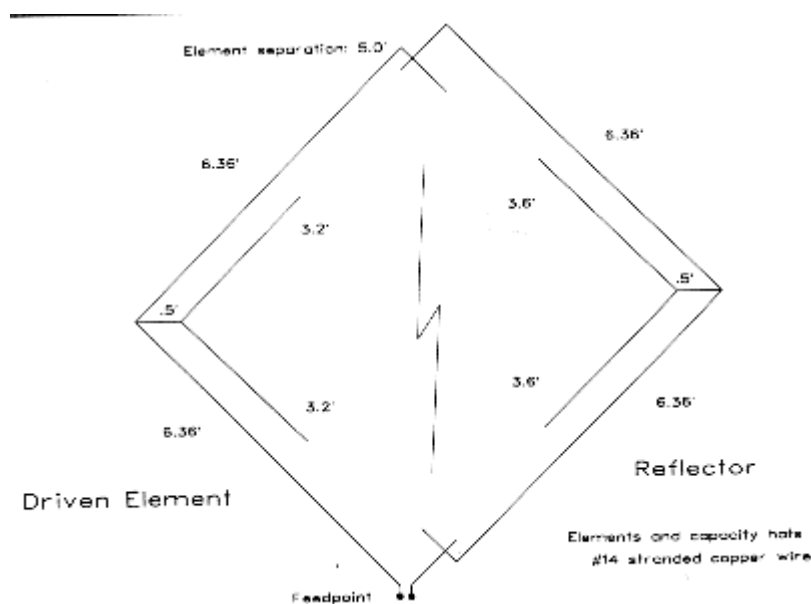 Element separation: 5.0'
6.36'
6.36'
3.6'
3.2'
.5'
.5'
3.6'
3.2'
6.36'
6.36'
Reflector
Driven Element
Elements and capacity hats
#14 stranded copper wire
Feedpoint